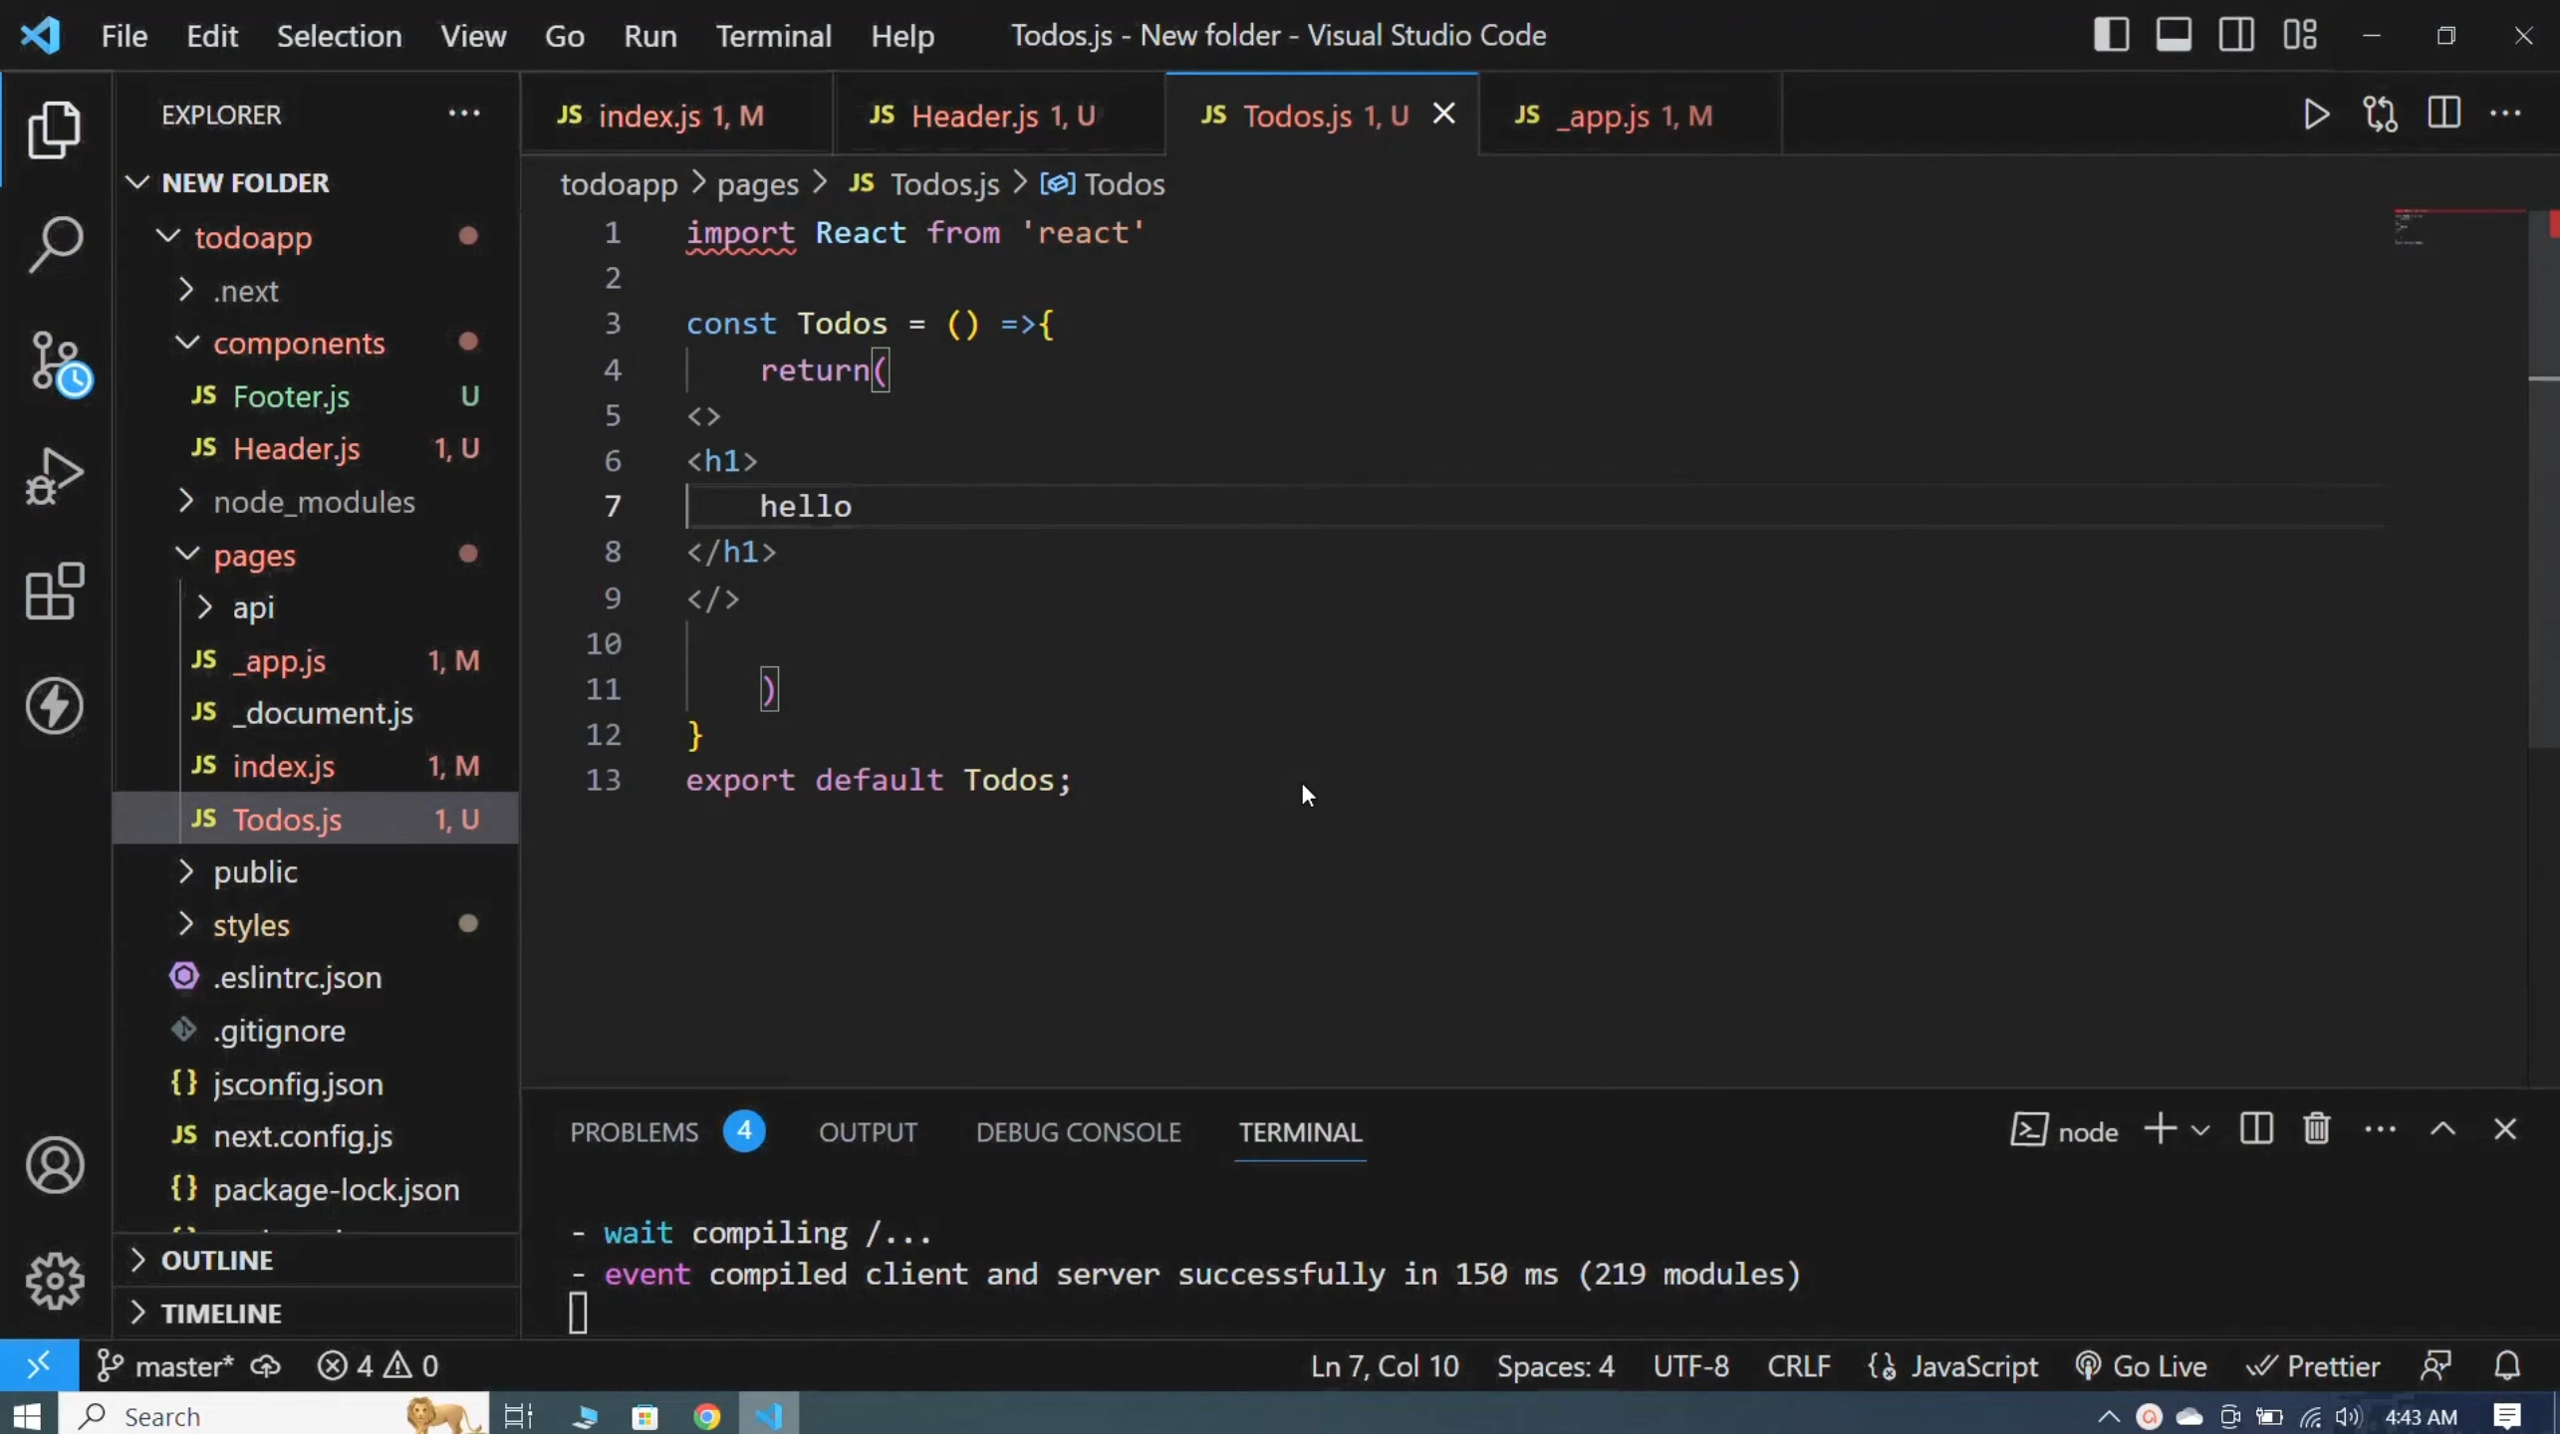 File Edit Selection View Go Run Terminal Help Todos.js - New folder - Visual Studio Code
EXPLORER
NEW FOLDER
todoapp
.next
components
Footer.js U
Header.js 1, U
node_modules
pages
api
_app.js 1, M
_document.js
index.js 1, M
Todos.js 1, U
public
styles
.eslintrc.json
.gitignore
jsconfig.json
next.config.js
package-lock.json
OUTLINE
TIMELINE
JS index.js 1, M JS Header.js 1, U JS Todos.js 1, U JS _app.js 1, M
todoapp > pages > JS Todos.js > Todos
1 import React from 'react'
2
3 const Todos = () =>{
4 return(
5 <>
6 <h1>
7 hello
8 </h1>
9 </>
10
11 )
12 }
13 export default Todos;
PROBLEMS 4 OUTPUT DEBUG CONSOLE TERMINAL node
- wait compiling /...
- event compiled client and server successfully in 150 ms (219 modules)
master* 4 0 Ln 7, Col 10 Spaces: 4 UTF-8 CRLF JavaScript Go Live Prettier
Search 4:43 AM